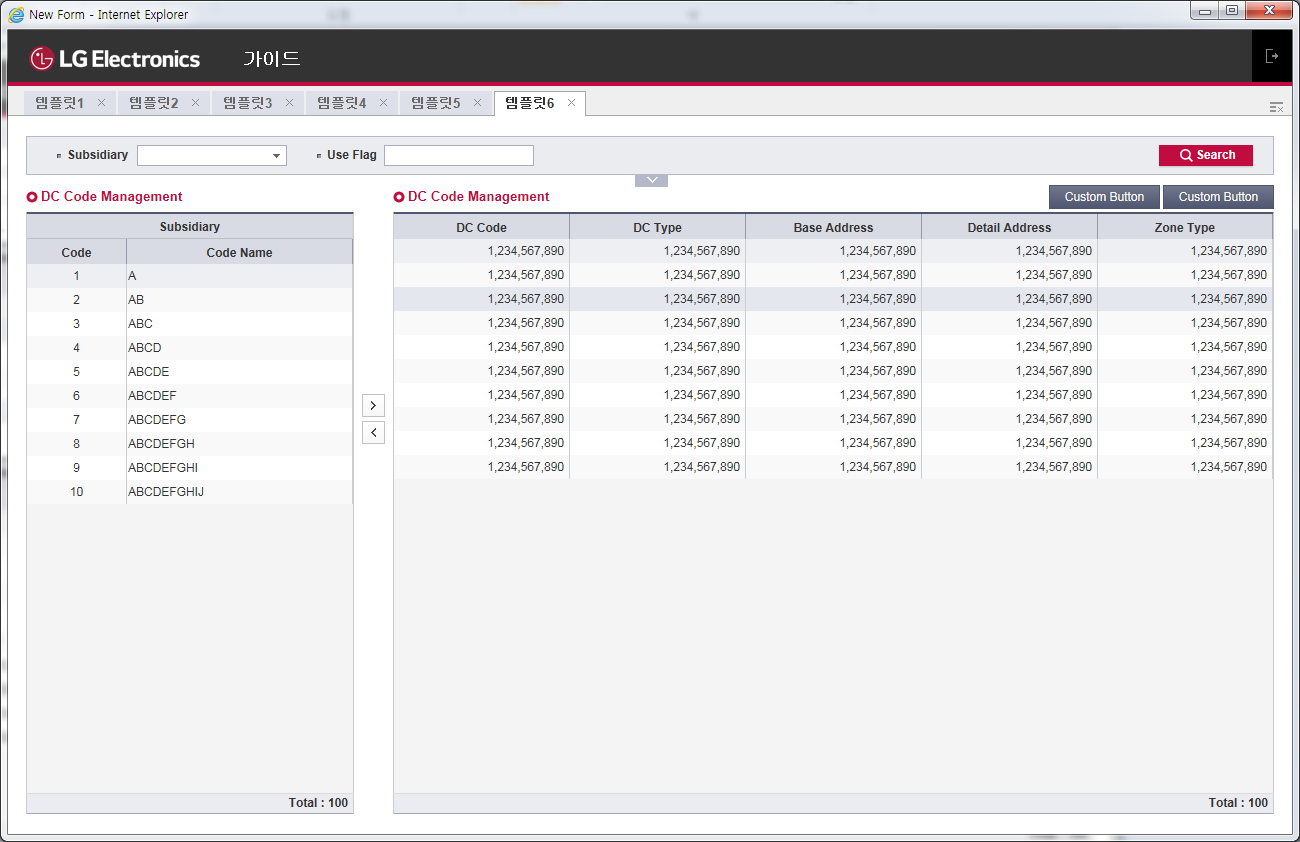 New Form - Internet Explorer
LG Electronics 가이드
템플릿1 템플릿2 템플릿3 템플릿4 템플릿5 템플릿6
Subsidiary Use Flag Search
DC Code Management
Subsidiary
Code Code Name
1 A
2 AB
3 ABC
4 ABCD
5 ABCDE
6 ABCDEF
7 ABCDEFG
8 ABCDEFGH
9 ABCDEFGHI
10 ABCDEFGHIJ
Total : 100
DC Code Management Custom Button Custom Button
DC Code DC Type Base Address Detail Address Zone Type
1,234,567,890 1,234,567,890 1,234,567,890 1,234,567,890 1,234,567,890
1,234,567,890 1,234,567,890 1,234,567,890 1,234,567,890 1,234,567,890
1,234,567,890 1,234,567,890 1,234,567,890 1,234,567,890 1,234,567,890
1,234,567,890 1,234,567,890 1,234,567,890 1,234,567,890 1,234,567,890
1,234,567,890 1,234,567,890 1,234,567,890 1,234,567,890 1,234,567,890
1,234,567,890 1,234,567,890 1,234,567,890 1,234,567,890 1,234,567,890
1,234,567,890 1,234,567,890 1,234,567,890 1,234,567,890 1,234,567,890
1,234,567,890 1,234,567,890 1,234,567,890 1,234,567,890 1,234,567,890
1,234,567,890 1,234,567,890 1,234,567,890 1,234,567,890 1,234,567,890
1,234,567,890 1,234,567,890 1,234,567,890 1,234,567,890 1,234,567,890
Total : 100